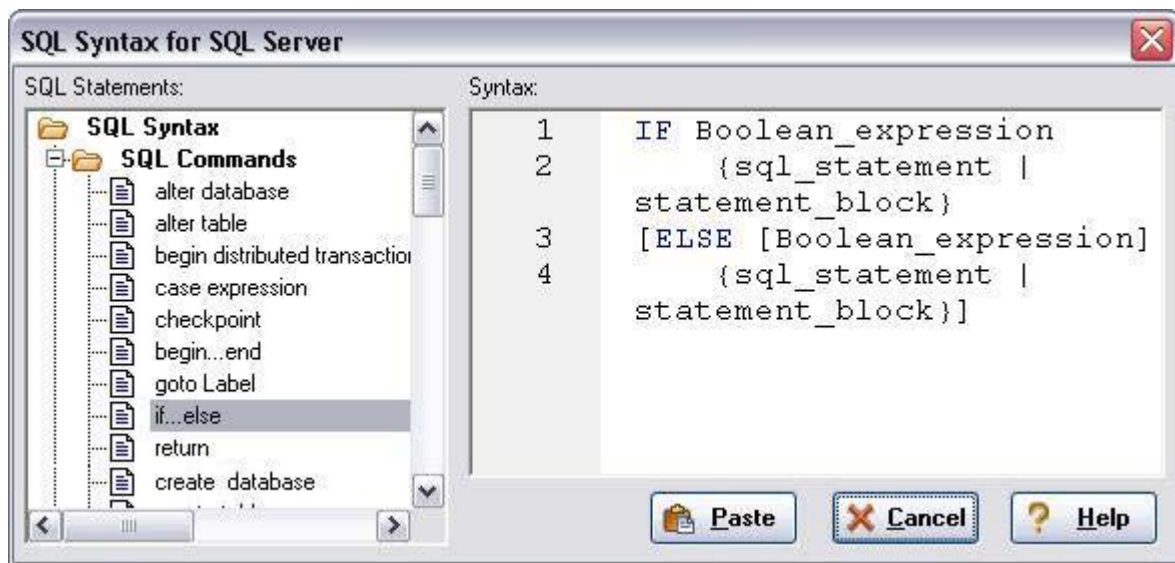 SQL Syntax for SQL Server
SQL Statements:
SQL Syntax
SQL Commands
alter database
alter table
begin distributed
case expression
checkpoint
begin...end
goto Label
if...else
return
create database
Syntax:
1 IF Boolean_expression
2 {sql_statement |
statement_block}
3 [ELSE [Boolean_expression]
4 {sql_statement |
statement_block}]
Paste
Cancel
? Help